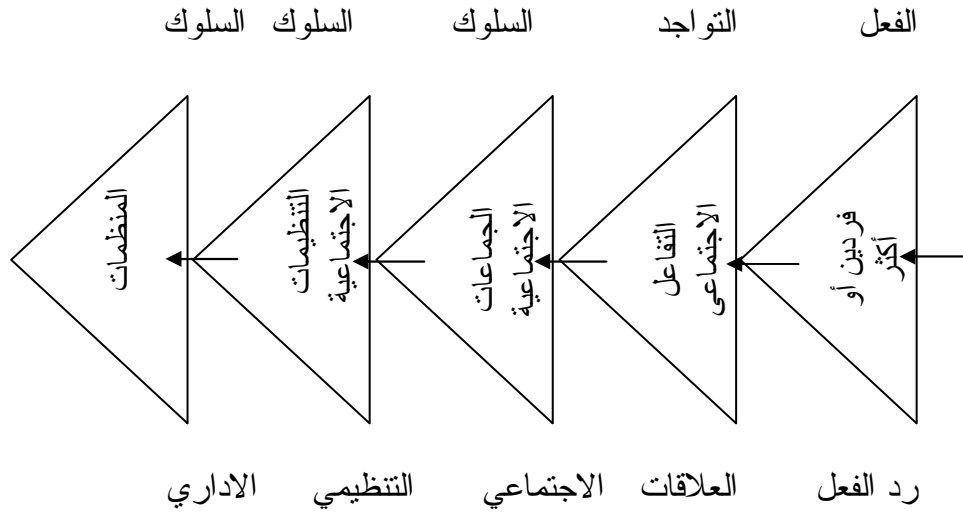 الفعل التواجد السلوك السلوك السلوك
فردين أو
أكثر
التفاعل
الاجتماعى
الجماعات
الاجتماعية
التنظيمات
الاجتماعية
المنظمات
رد الفعل العلاقات الاجتماعي التنظيمي الاداري